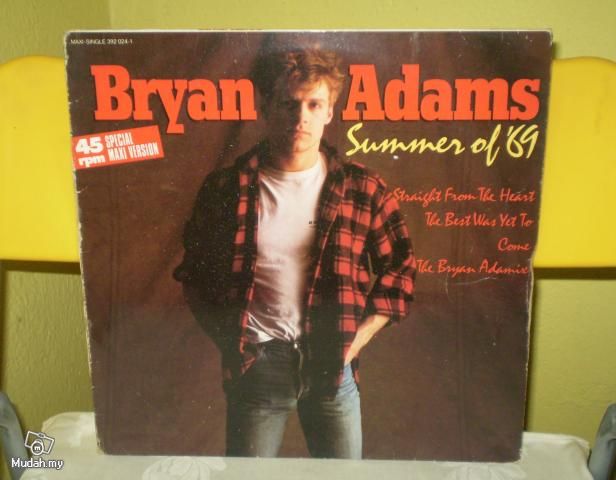 MAXI-SINGLE 392 024-1
Bryan Adams
Summer of '69
45 rpm
SPECIAL MAXI VERSION
Straight From The Heart
The Best Was Yet To
Come
The Bryan Adamix
Mudah.my